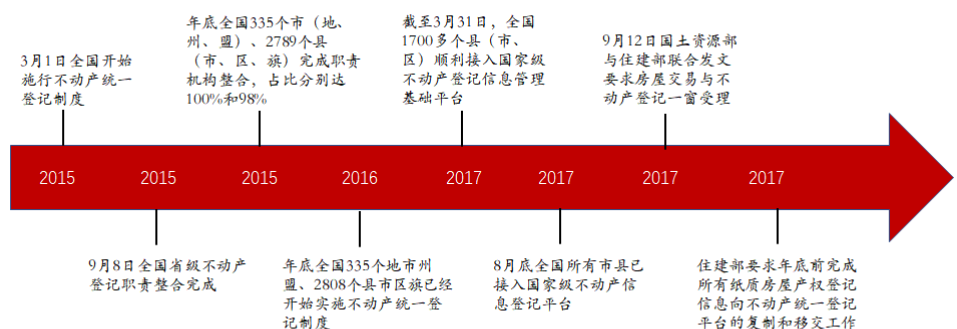 3月1日全国开始
施行不动产统一
登记制度
年底全国335个市（地、
州、盟）、2789个县
（市、区、旗）完成职责
机构整合，占比分别达
100%和98%
截至3月31日，全国
1700多个县（市、
区）顺利接入国家级
不动产登记信息管理
基础平台
9月12日国土资源部
与住建部联合发文
要求房屋交易与不
动产登记一窗受理
2015
2015
2015
2016
2017
2017
2017
2017
9月8日全国省级不动产
登记职责整合完成
年底全国335个地市州
盟、2808个县市区旗已经
开始实施不动产统一登
记制度
8月底全国所有市县已
接入国家级不动产信
息登记平台
住建部要求年底前完成
所有纸质房屋产权登记
信息向不动产统一登记
平台的复制和移交工作